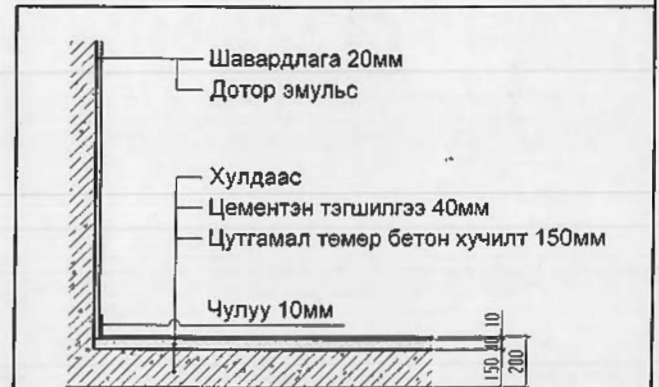 Шавардлага 20мм
Дотор эмульс
Хулдаас
Цементэн тэгшилгээ 40мм
Цутгамал төмөр бетон хучилт 150мм
Чулуу 10мм
150 40 10
200